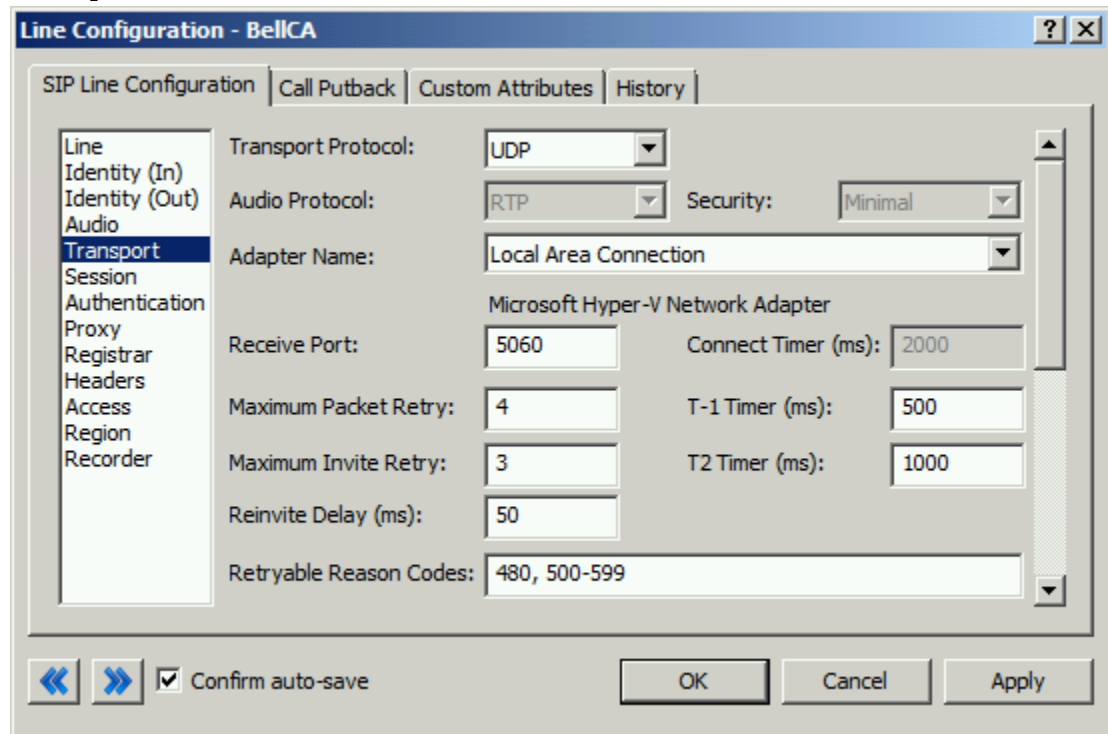 Line Configuration - BellCA
SIP Line Configuration Call Putback Custom Attributes History
Line
Identity (In)
Identity (Out)
Audio
Transport
Session
Authentication
Proxy
Registrar
Headers
Access
Region
Recorder
Transport Protocol: UDP
Audio Protocol: RTP Security: Minimal
Adapter Name: Local Area Connection
Microsoft Hyper-V Network Adapter
Receive Port: 5060 Connect Timer (ms): 2000
Maximum Packet Retry: 4 T-1 Timer (ms): 500
Maximum Invite Retry: 3 T2 Timer (ms): 1000
Reinvite Delay (ms): 50
Retryable Reason Codes: 480, 500-599
Confirm auto-save OK Cancel Apply